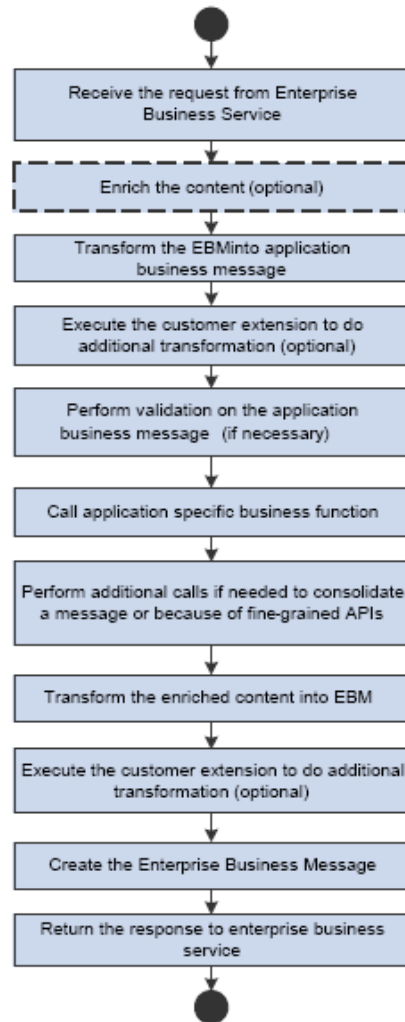 Receive the request from Enterprise
Business Service
Enrich the content (optional)
Transform the EBMinto application
business message
Execute the customer extension to do
additional transformation (optional)
Perform validation on the application
business message (if necessary)
Call application specific business function
Perform additional calls if needed to consolidate
a message or because of fine-grained APIs
Transform the enriched content into EBM
Execute the customer extension to do additional
transformation (optional)
Create the Enterprise Business Message
Return the response to enterprise business
service